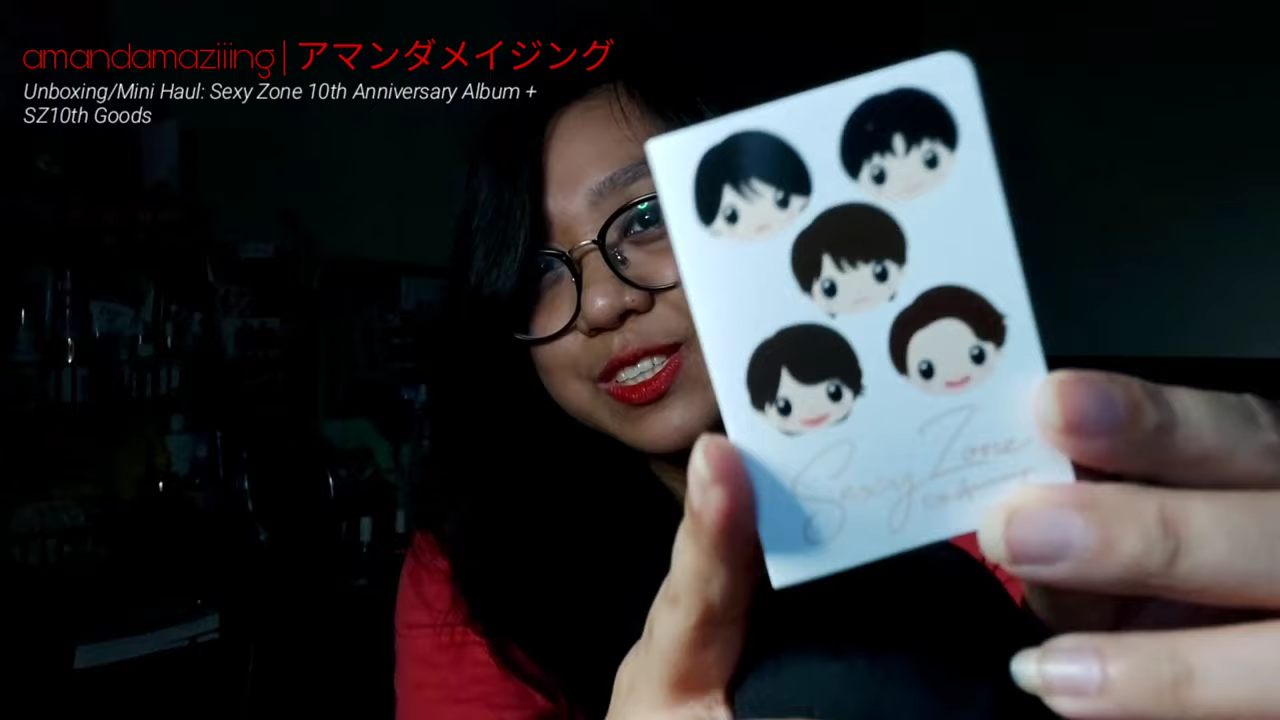 amandamaziiing | アマンダメイジング
Unboxing/Mini Haul: Sexy Zone 10th Anniversary Album +
SZ10th Goods
Sexy Zone